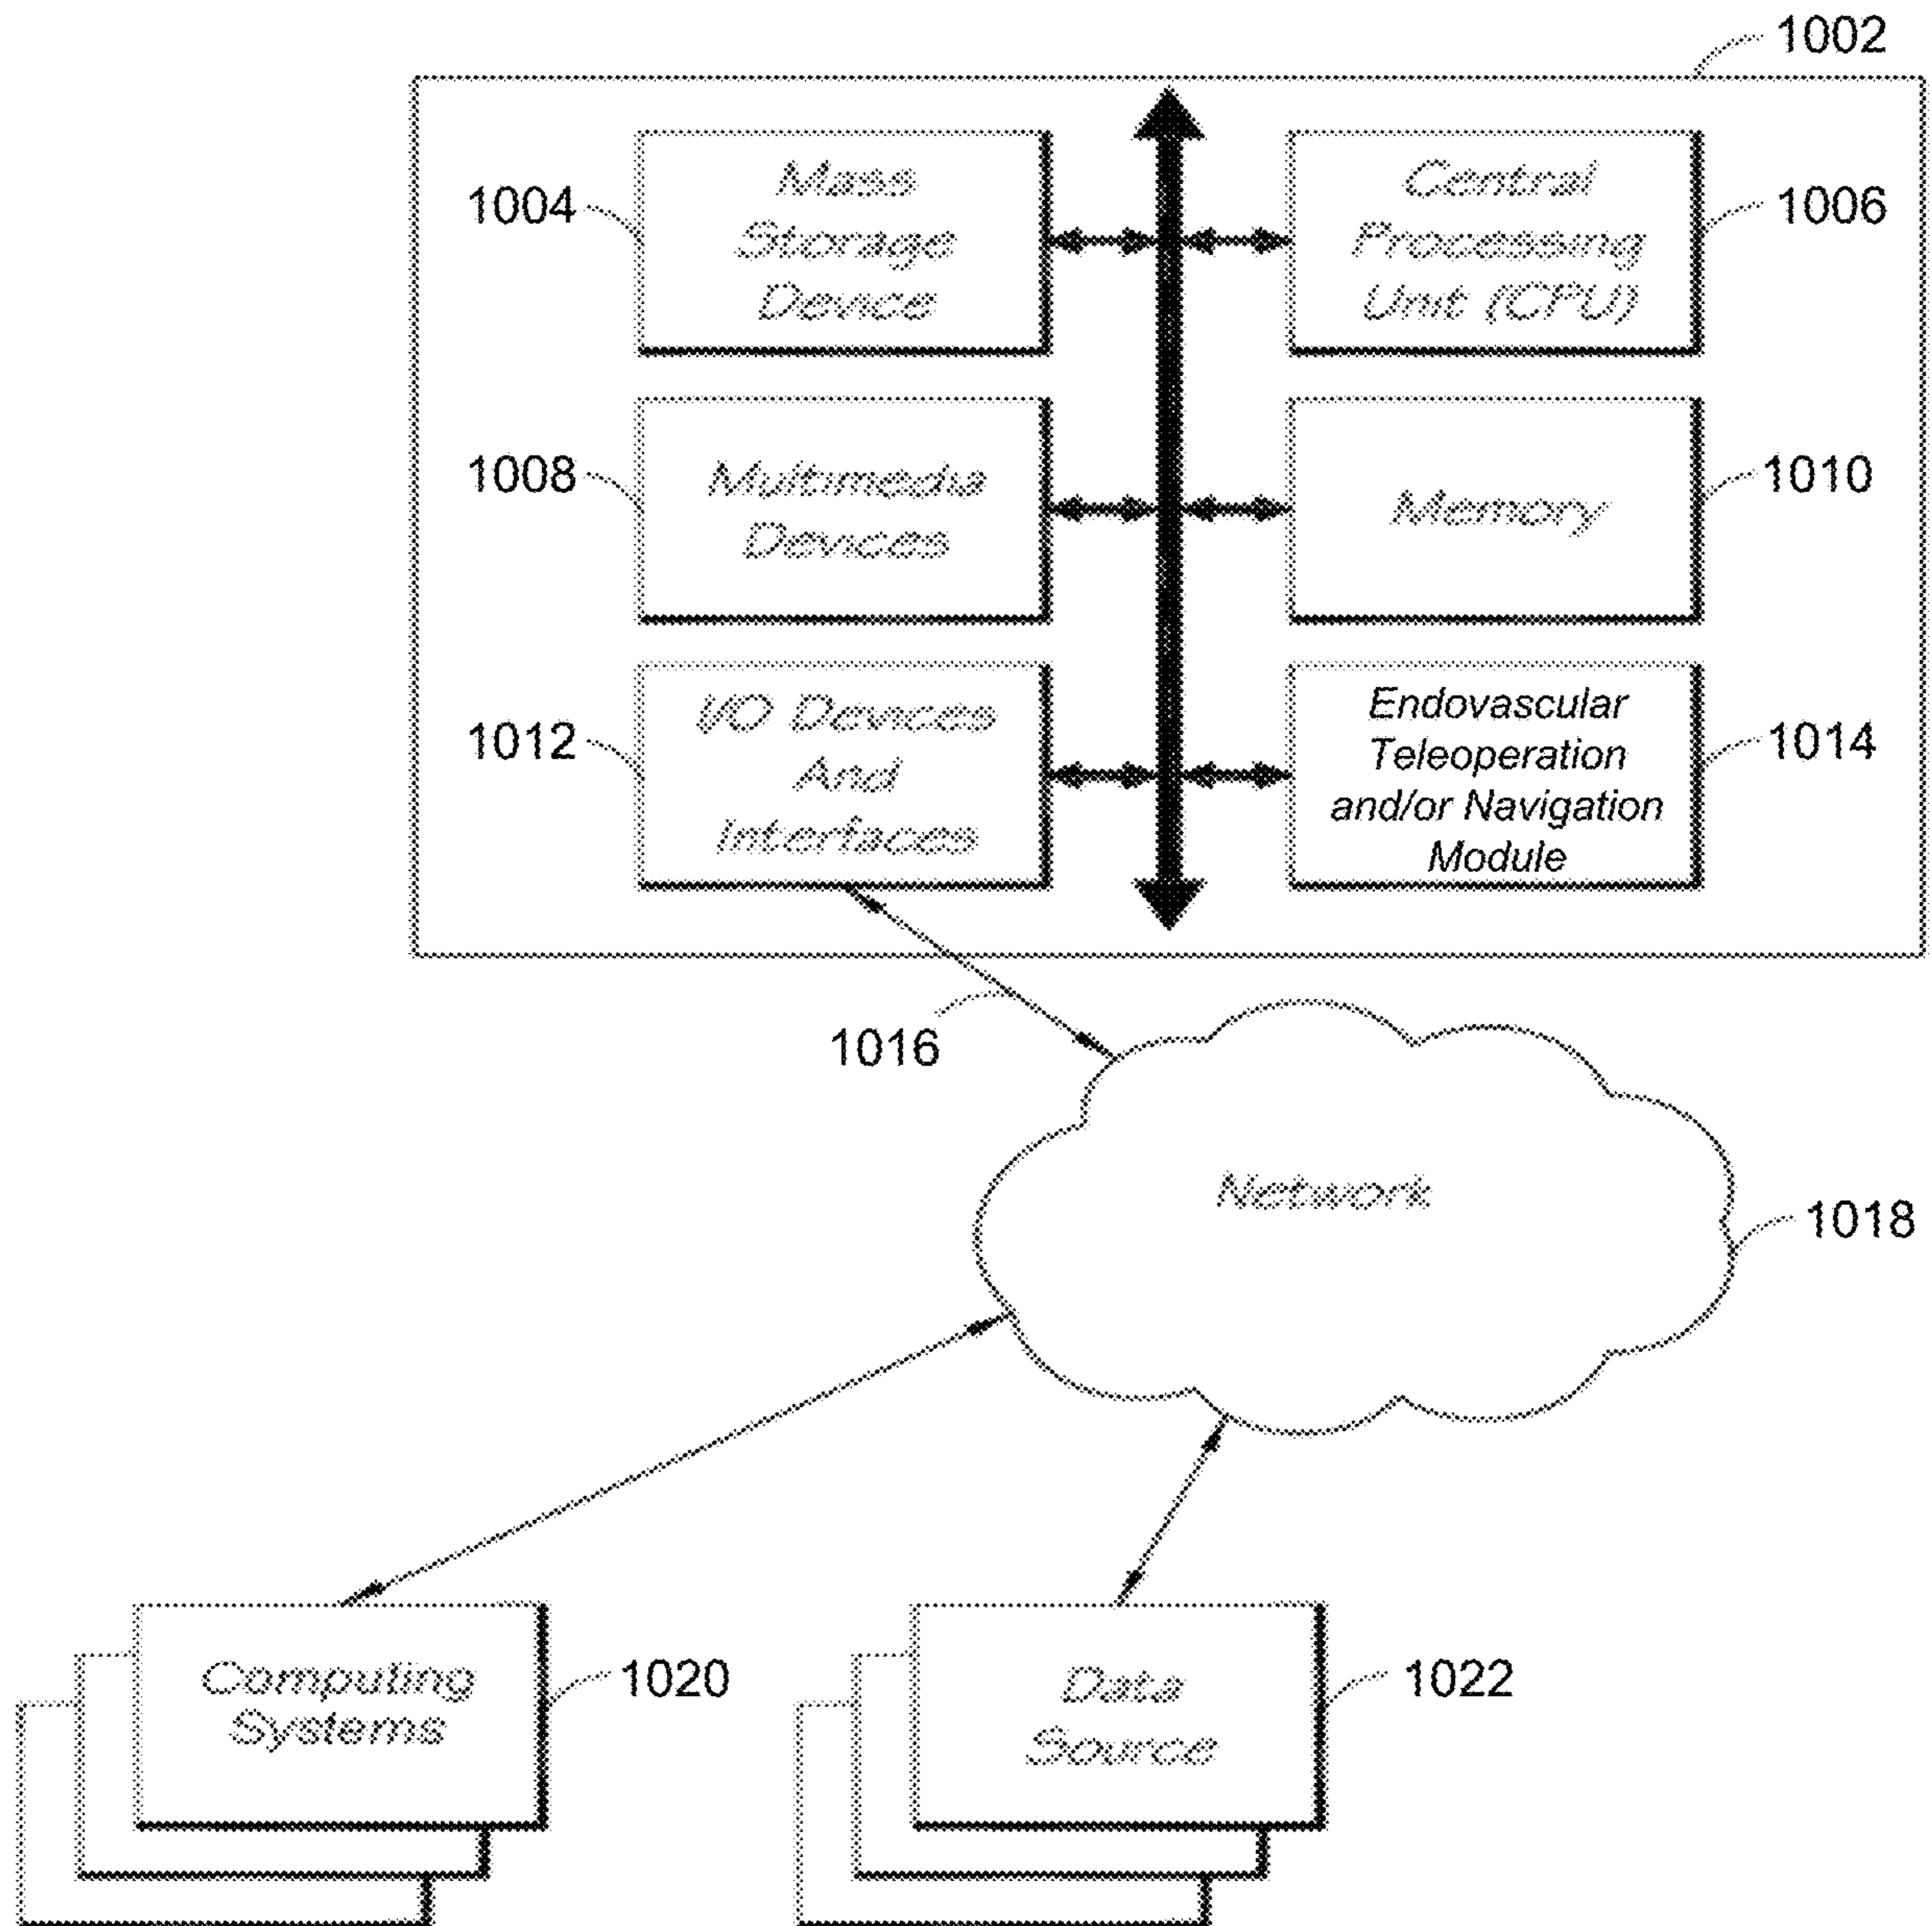 1002
1004
Mass
Storage
Device
Central
Processing
Unit (CPU)
1006
1008
Multimedia
Devices
Memory
1010
1012
I/O Devices
And
Interfaces
Endovascular
Teleoperation
and/or Navigation
Module
1014
1016
Network
1018
Computing
Systems
1020
Data
Source
1022